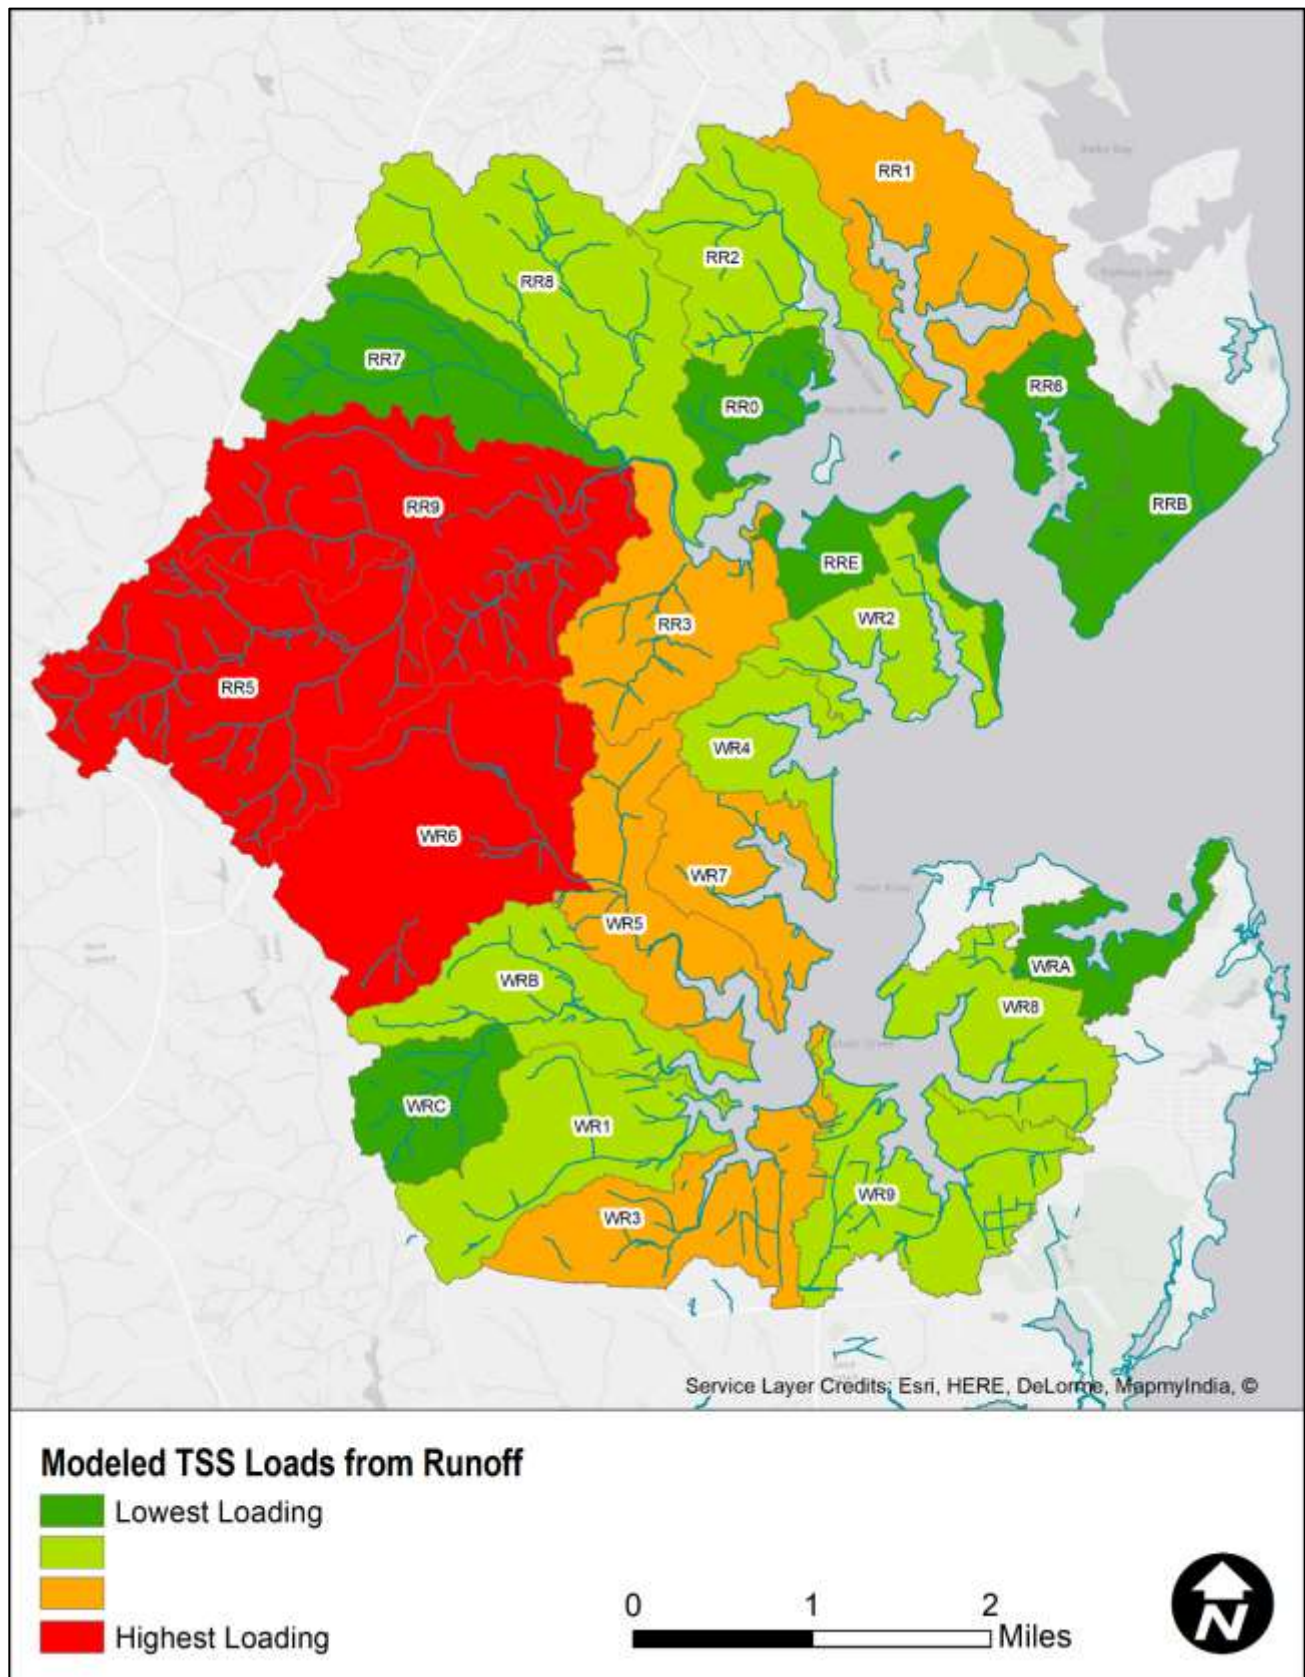 RR1
RR2
RR8
RR7
RR6
RR0
RR9
RRB
RRE
WR2
RR3
RR5
WR4
WR6
WR7
WR5
WRA
WRB
WR8
WRC
WR1
WR9
WR3
Service Layer Credits: Esri, HERE, DeLorme, MapmyIndia, ©
Modeled TSS Loads from Runoff
Lowest Loading
Highest Loading
0 1 2
Miles
N